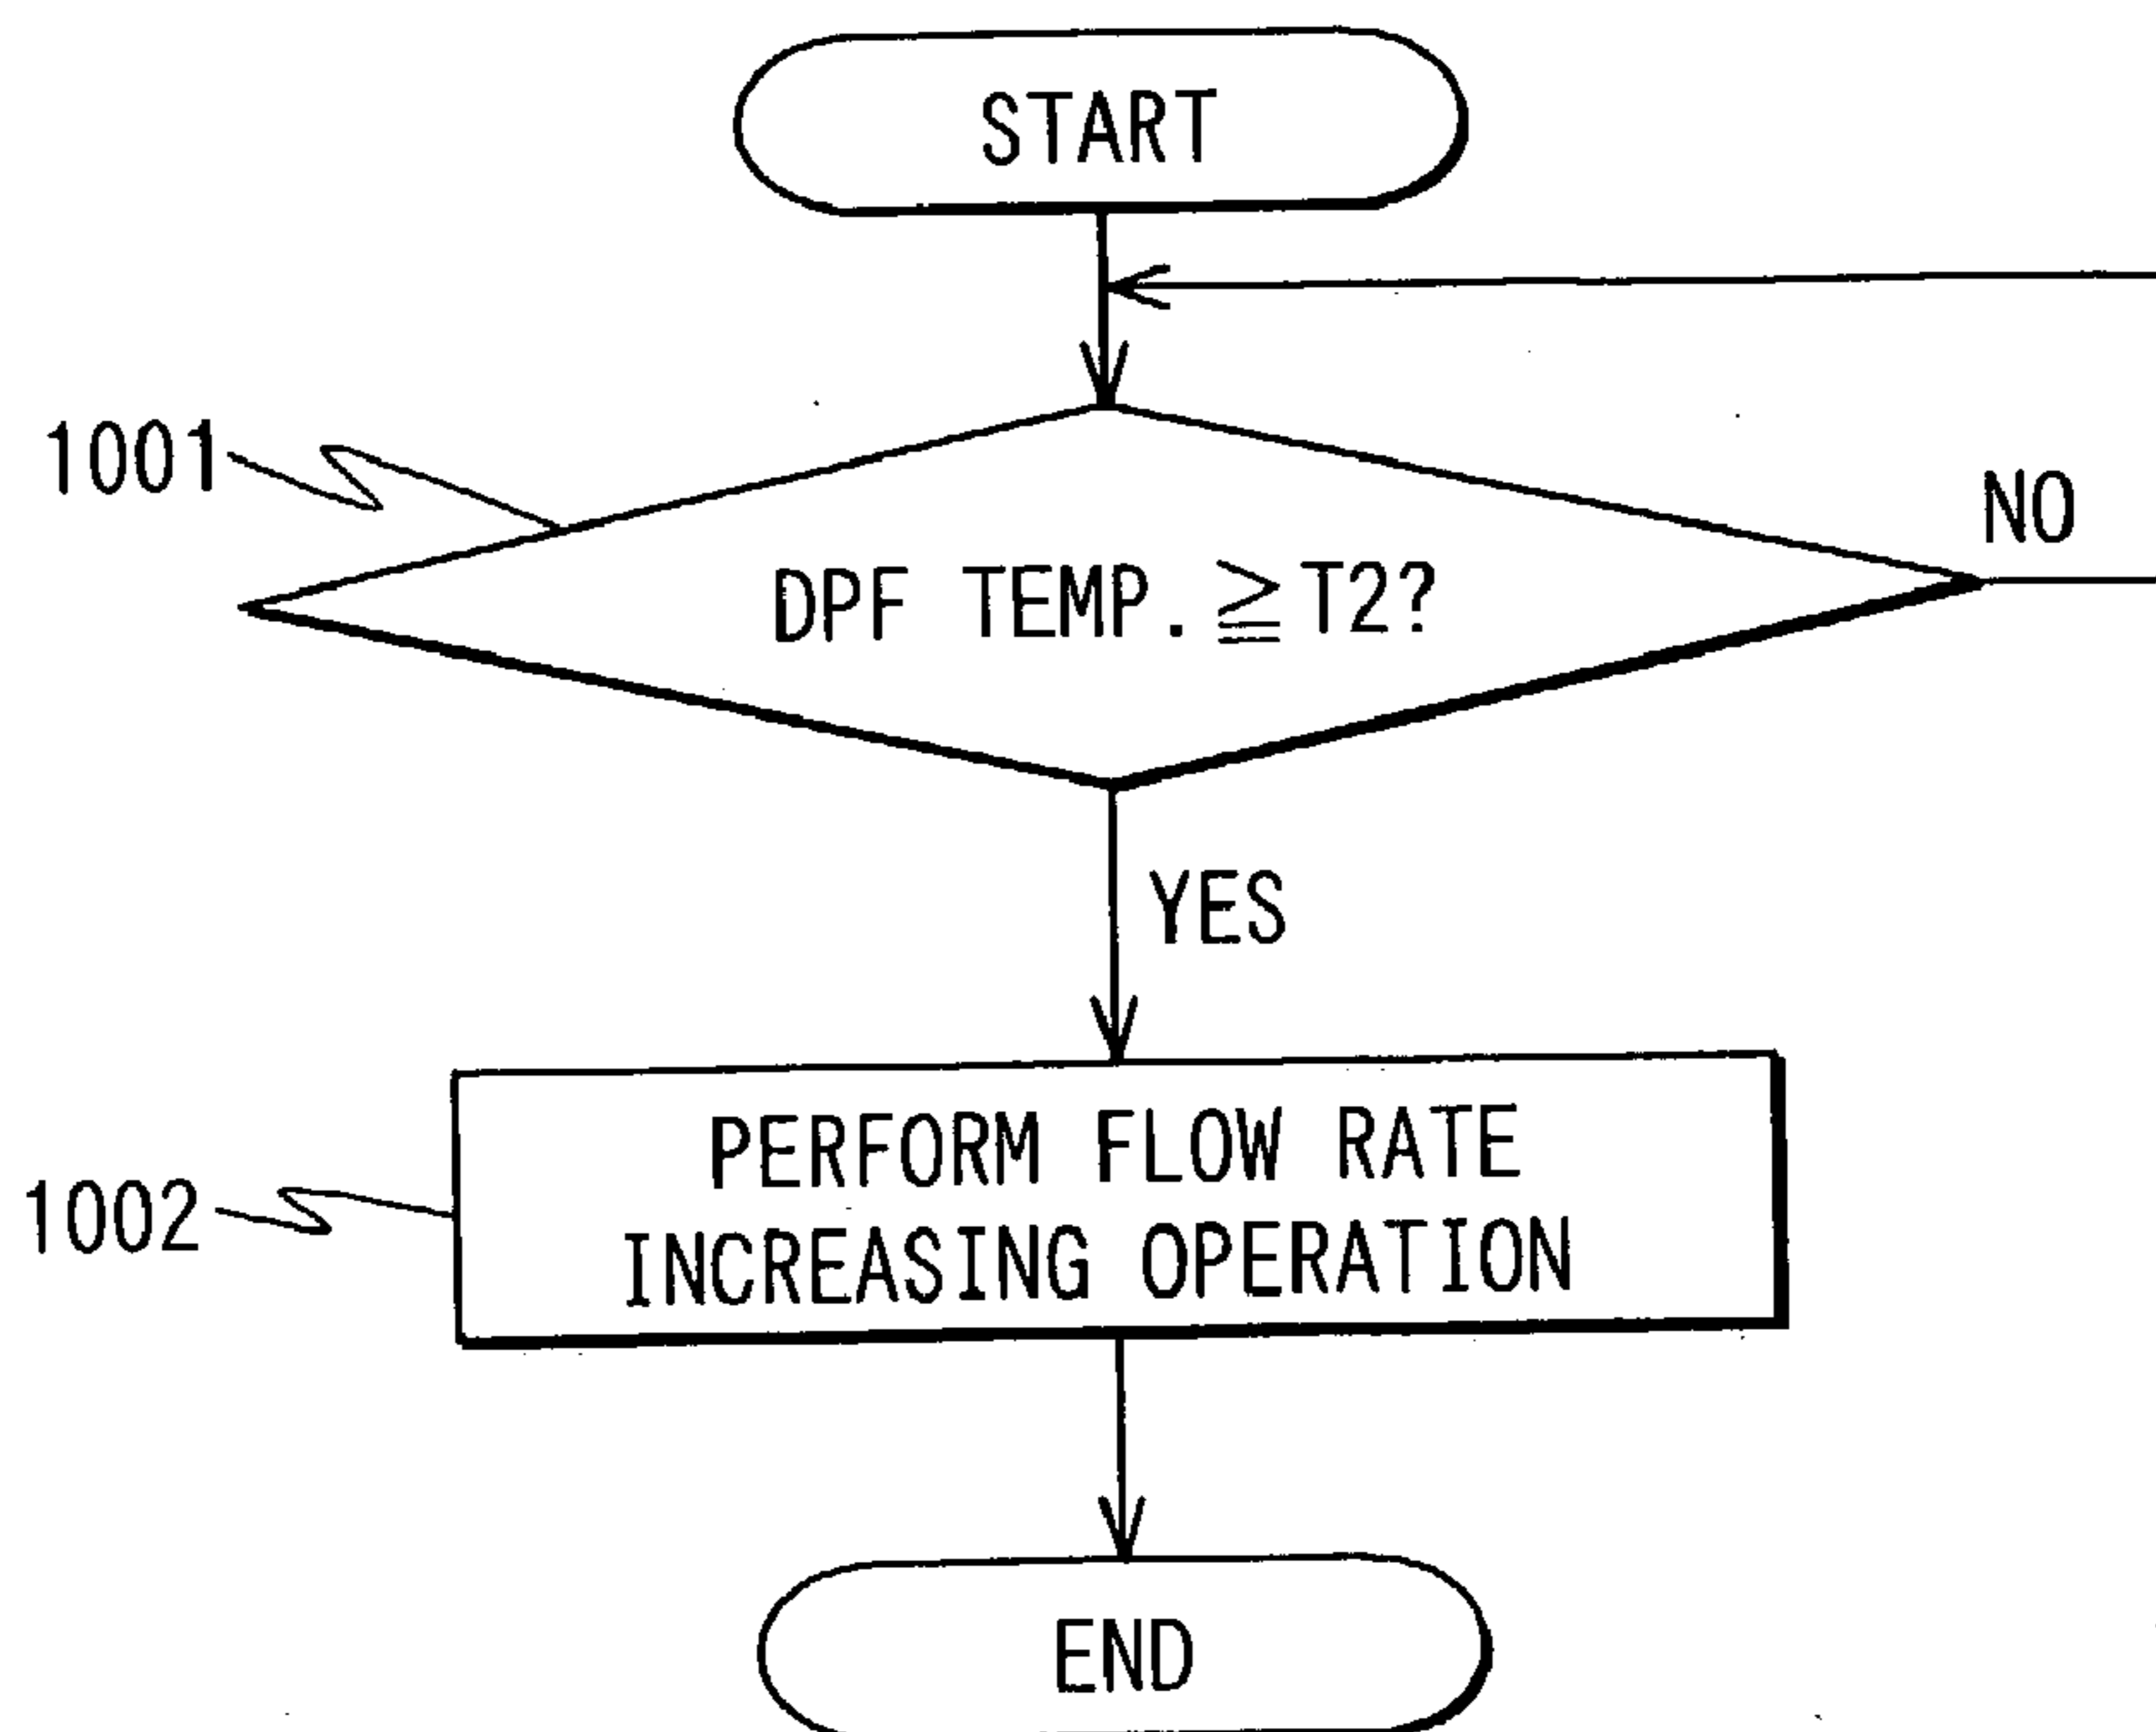 START
1001
NO
DPF TEMP.≧T2?
YES
PERFORM FLOW RATE
1002
INCREASING OPERATION
END